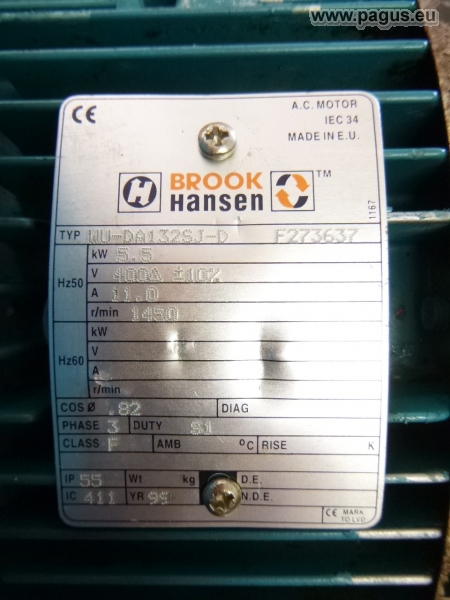 www.pagus.eu
CE
A.C. MOTOR
IEC 34
MADE IN E.U.
H BROOK HANSEN TM
1167
TYP WU-DA132SJ-D F273637
Hz50
kW 5.5
V 400Δ ±10%
A 11.0
r/min 1450
Hz60
kW
V
A
r/min
COS Ø .82 DIAG
PHASE 3 DUTY S1
CLASS F AMB °C RISE K
IP 55 Wt kg D.E.
IC 411 YR 99 N.D.E.
CE MARK
TO LVD